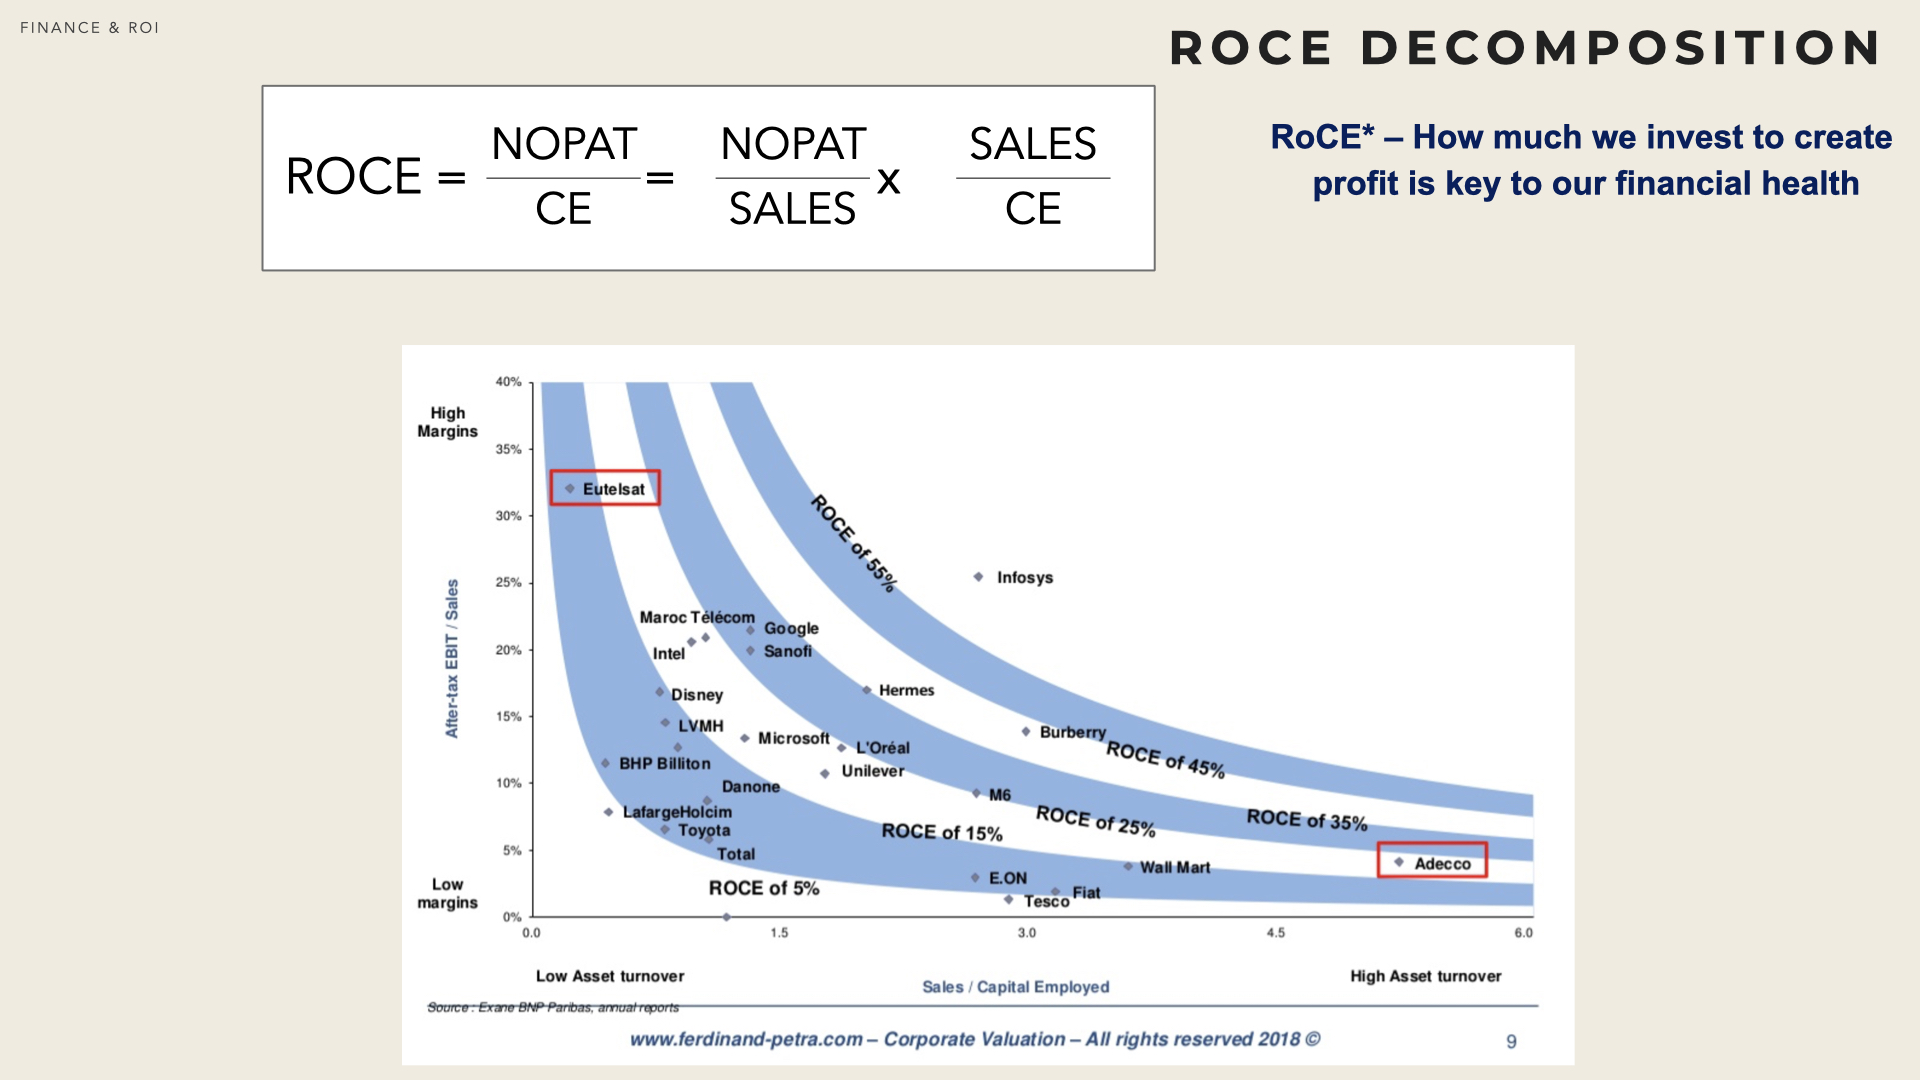 FINANCE & ROI
ROCE DECOMPOSITION
ROCE = NOPAT / CE = NOPAT / SALES x SALES / CE
RoCE* – How much we invest to create
profit is key to our financial health
40%
High
Margins
35%
Eutelsat
30%
ROCE of 55%
25%
Infosys
After-tax EBIT / Sales
Maroc Télécom
Google
20%
Intel
Sanofi
Disney
Hermes
15%
LVMH
Burberry
Microsoft
L'Oréal
ROCE of 45%
BHP Billiton
Unilever
10%
Danone
M6
LafargeHolcim
ROCE of 25%
ROCE of 35%
Toyota
ROCE of 15%
5%
Total
Wall Mart
Adecco
E.ON
Low
margins
ROCE of 5%
Fiat
Tesco
0%
0.0
1.5
3.0
4.5
6.0
Low Asset turnover
Sales / Capital Employed
High Asset turnover
Source : Exane BNP Paribas, annual reports
www.ferdinand-petra.com – Corporate Valuation – All rights reserved 2018 ©
9